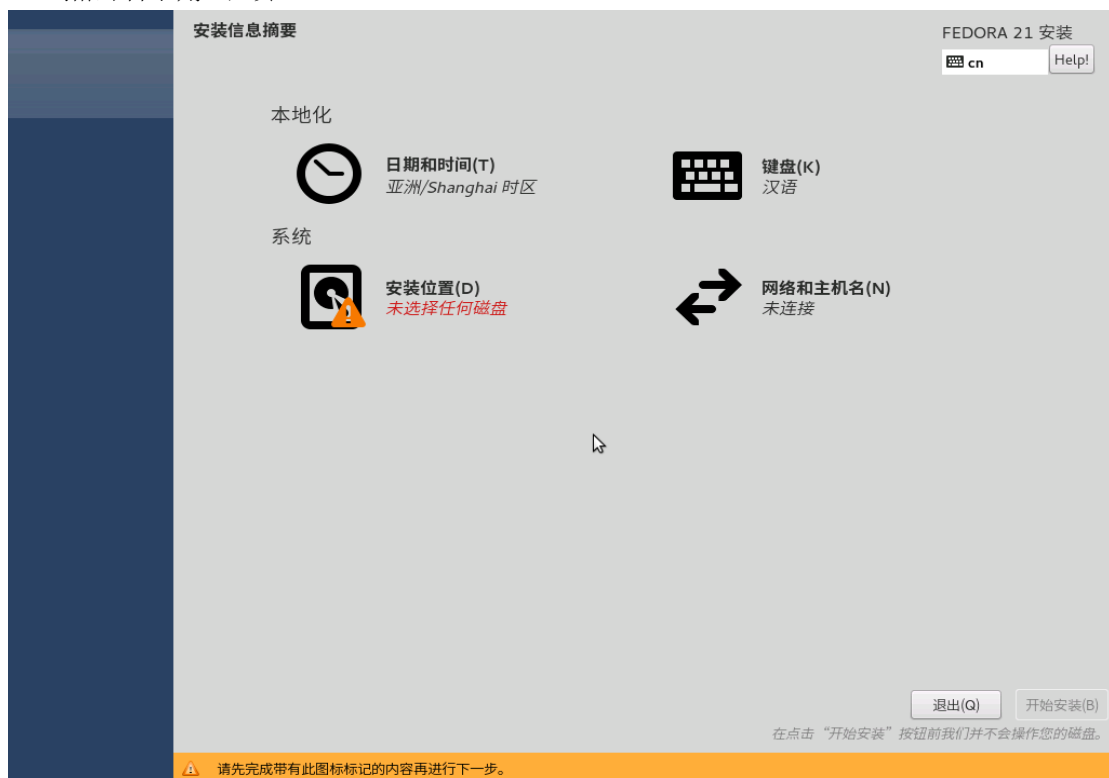 安装信息摘要
FEDORA 21 安装
cn
Help!
本地化
日期和时间(T)
亚洲/Shanghai 时区
键盘(K)
汉语
系统
安装位置(D)
未选择任何磁盘
网络和主机名(N)
未连接
退出(Q)
开始安装(B)
在点击“开始安装”按钮前我们并不会操作您的磁盘。
请先完成带有此图标标记的内容再进行下一步。